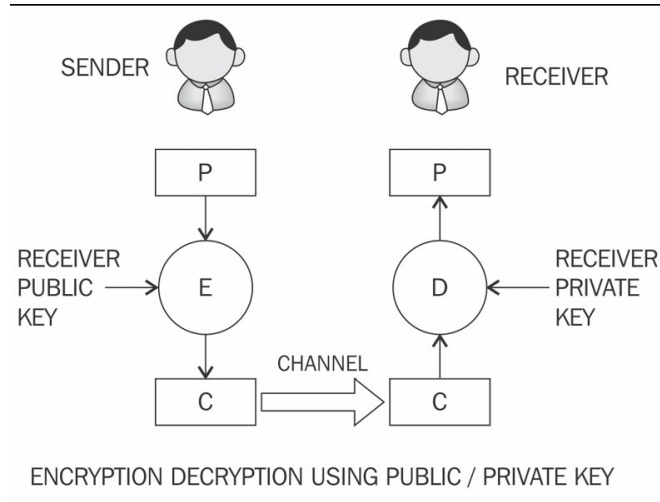 SENDER
RECEIVER
P
P
RECEIVER
PUBLIC
KEY
E
D
RECEIVER
PRIVATE
KEY
CHANNEL
C
C
ENCRYPTION DECRYPTION USING PUBLIC / PRIVATE KEY